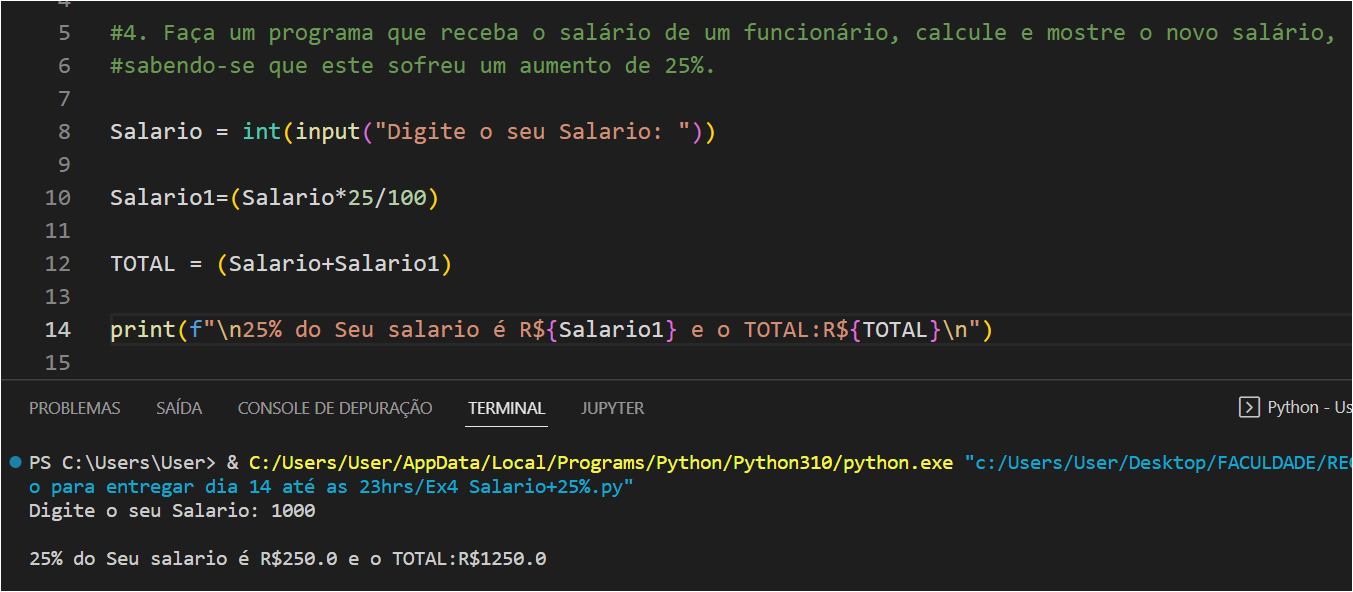 4
5 #4. Faça um programa que receba o salário de um funcionário, calcule e mostre o novo salário,
6 #sabendo-se que este sofreu um aumento de 25%.
7
8 Salario = int(input("Digite o seu Salario: "))
9
10 Salario1=(Salario*25/100)
11
12 TOTAL = (Salario+Salario1)
13
14 print(f"\n25% do Seu salario é R${Salario1} e o TOTAL:R${TOTAL}\n")
15
PROBLEMAS SAÍDA CONSOLE DE DEPURAÇÃO TERMINAL JUPYTER Python - Us
PS C:\Users\User> & C:/Users/User/AppData/Local/Programs/Python/Python310/python.exe "c:/Users/User/Desktop/FACULDADE/REC
o para entregar dia 14 até as 23hrs/Ex4 Salario+25%.py"
Digite o seu Salario: 1000
25% do Seu salario é R$250.0 e o TOTAL:R$1250.0